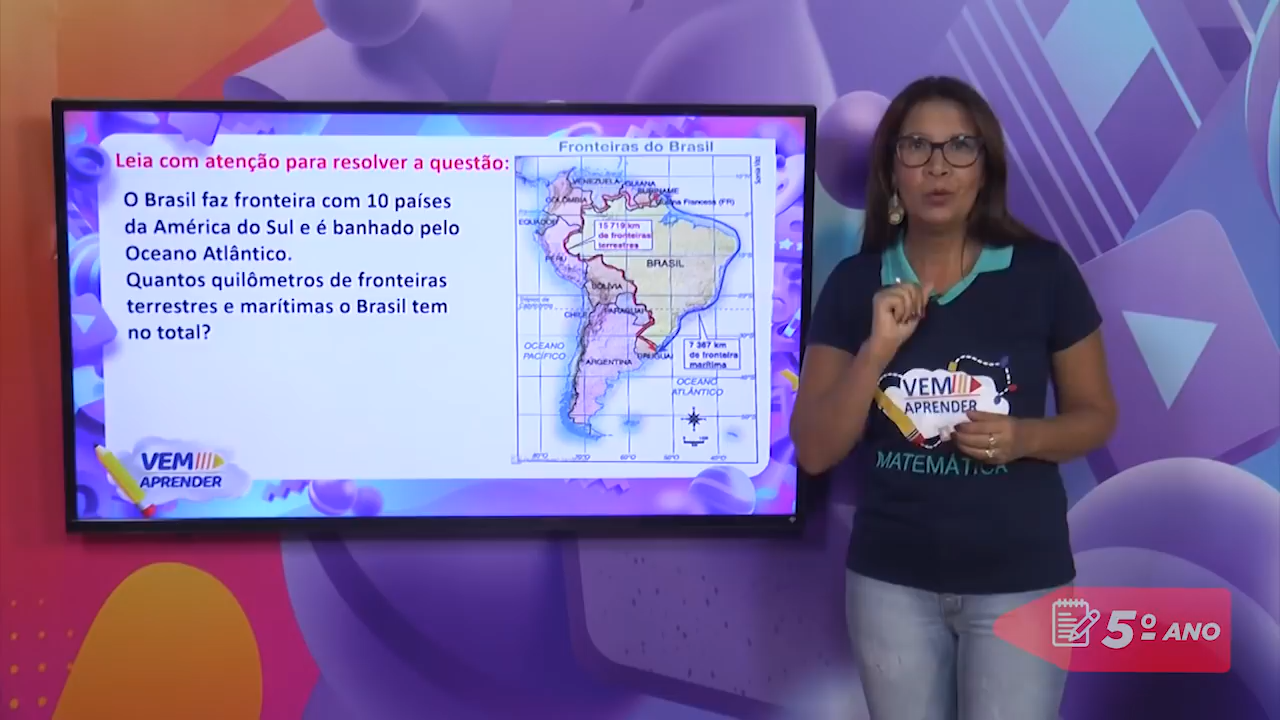 Leia com atenção para resolver a questão:
O Brasil faz fronteira com 10 países
da América do Sul e é banhado pelo
Oceano Atlântico.
Quantos quilômetros de fronteiras
terrestres e marítimas o Brasil tem
no total?
VEM
APRENDER
Fronteiras do Brasil
VENEZUELA
GUIANA
SURINAME
Guiana Francesa (FR)
COLÔMBIA
EQUADOR
15 719 km
de fronteiras
terrestres
PERU
BRASIL
BOLÍVIA
CHILE
PARAGUAI
OCEANO
PACÍFICO
ARGENTINA
URUGUAI
7 367 km
de fronteira
marítima
OCEANO
ATLÂNTICO
VEM
APRENDER
MATEMÁTICA
5º ANO